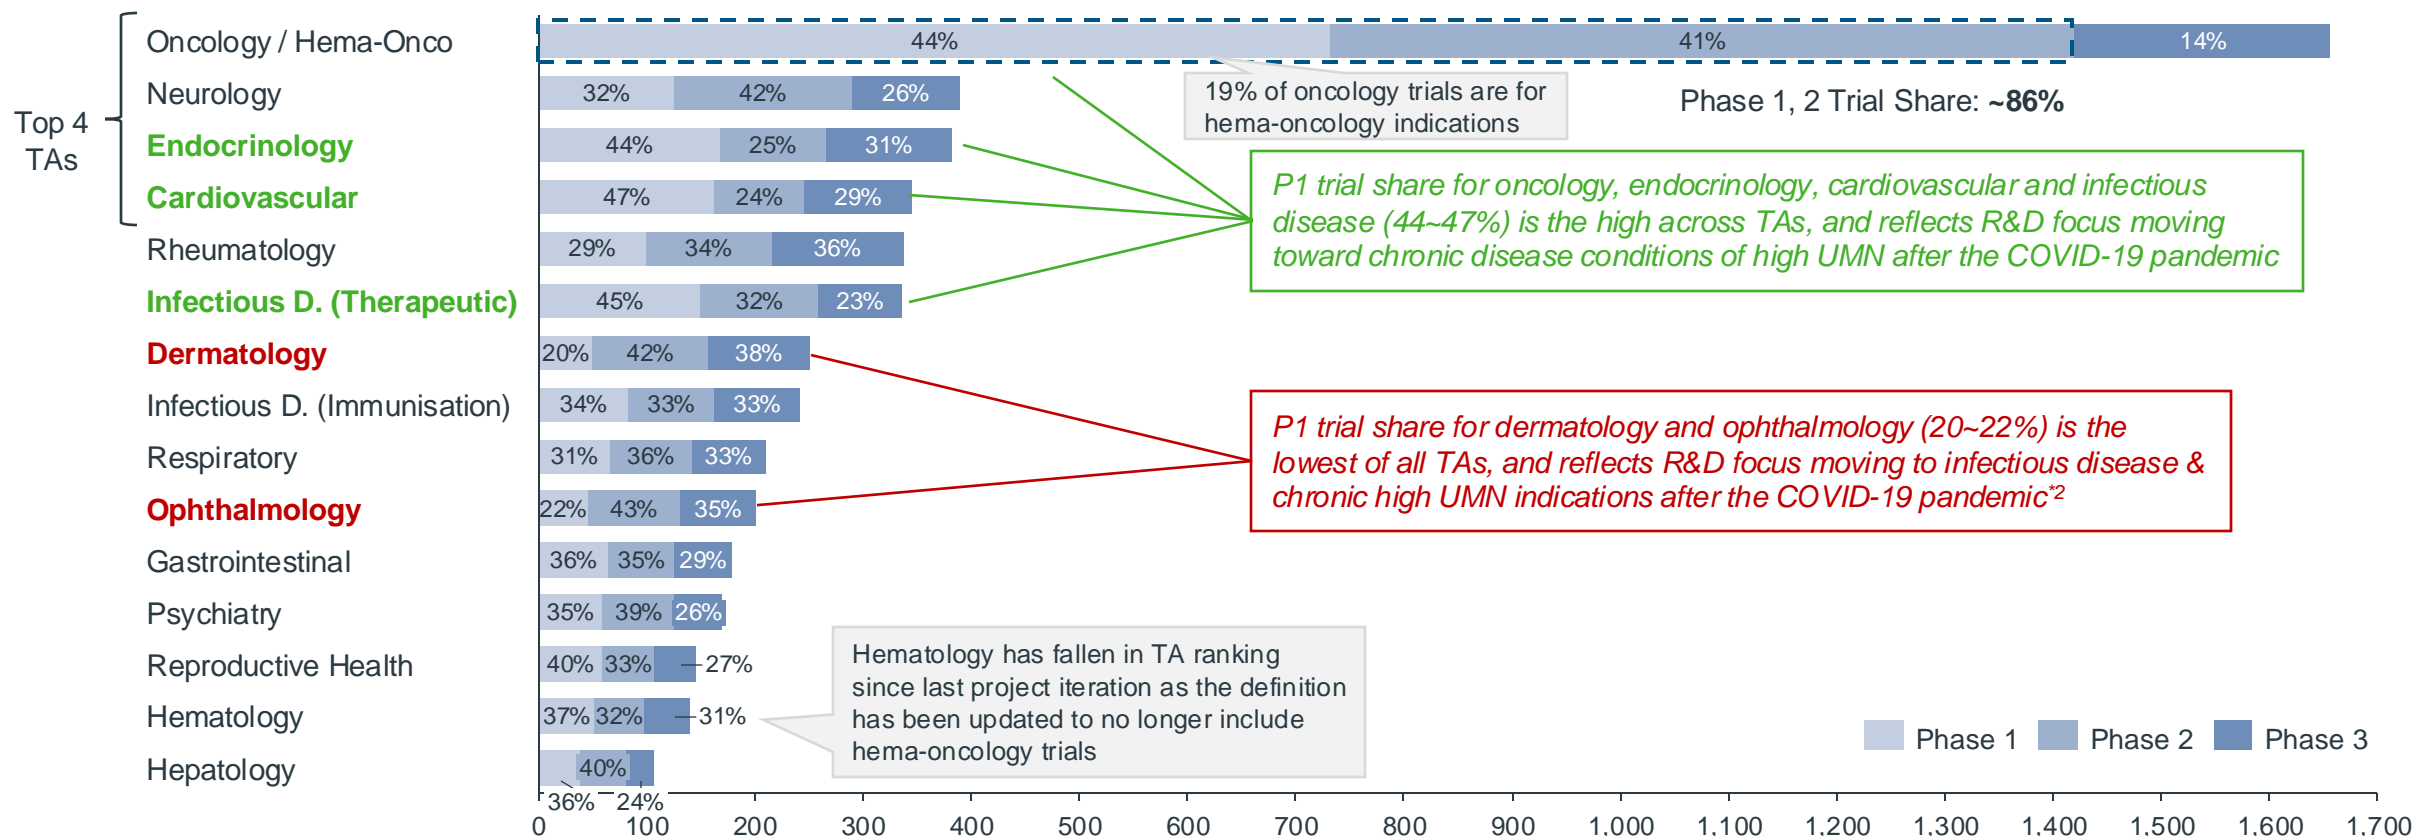 Top 4
TAs
Oncology / Hema-Onco
44%
41%
14%
Neurology
32%
42%
26%
19% of oncology trials are for
hema-oncology indications
Phase 1, 2 Trial Share: ~86%
Endocrinology
44%
25%
31%
Cardiovascular
47%
24%
29%
P1 trial share for oncology, endocrinology, cardiovascular and infectious
disease (44~47%) is the high across TAs, and reflects R&D focus moving
toward chronic disease conditions of high UMN after the COVID-19 pandemic
Rheumatology
29%
34%
36%
Infectious D. (Therapeutic)
45%
32%
23%
Dermatology
20%
42%
38%
Infectious D. (Immunisation)
34%
33%
33%
P1 trial share for dermatology and ophthalmology (20~22%) is the
lowest of all TAs, and reflects R&D focus moving to infectious disease &
chronic high UMN indications after the COVID-19 pandemic*2
Respiratory
31%
36%
33%
Ophthalmology
22%
43%
35%
Gastrointestinal
36%
35%
29%
Psychiatry
35%
39%
26%
Reproductive Health
40%
33%
27%
Hematology has fallen in TA ranking
since last project iteration as the definition
has been updated to no longer include
hema-oncology trials
Hematology
37%
32%
31%
Hepatology
36%
40%
24%
Phase 1
Phase 2
Phase 3
0
100
200
300
400
500
600
700
800
900
1,000
1,100
1,200
1,300
1,400
1,500
1,600
1,700